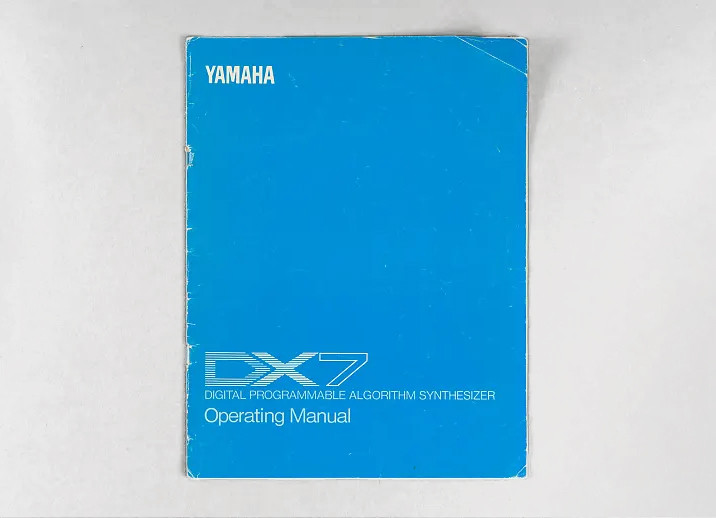 YAMAHA
DX7
DIGITAL PROGRAMMABLE ALGORITHM SYNTHESIZER
Operating Manual